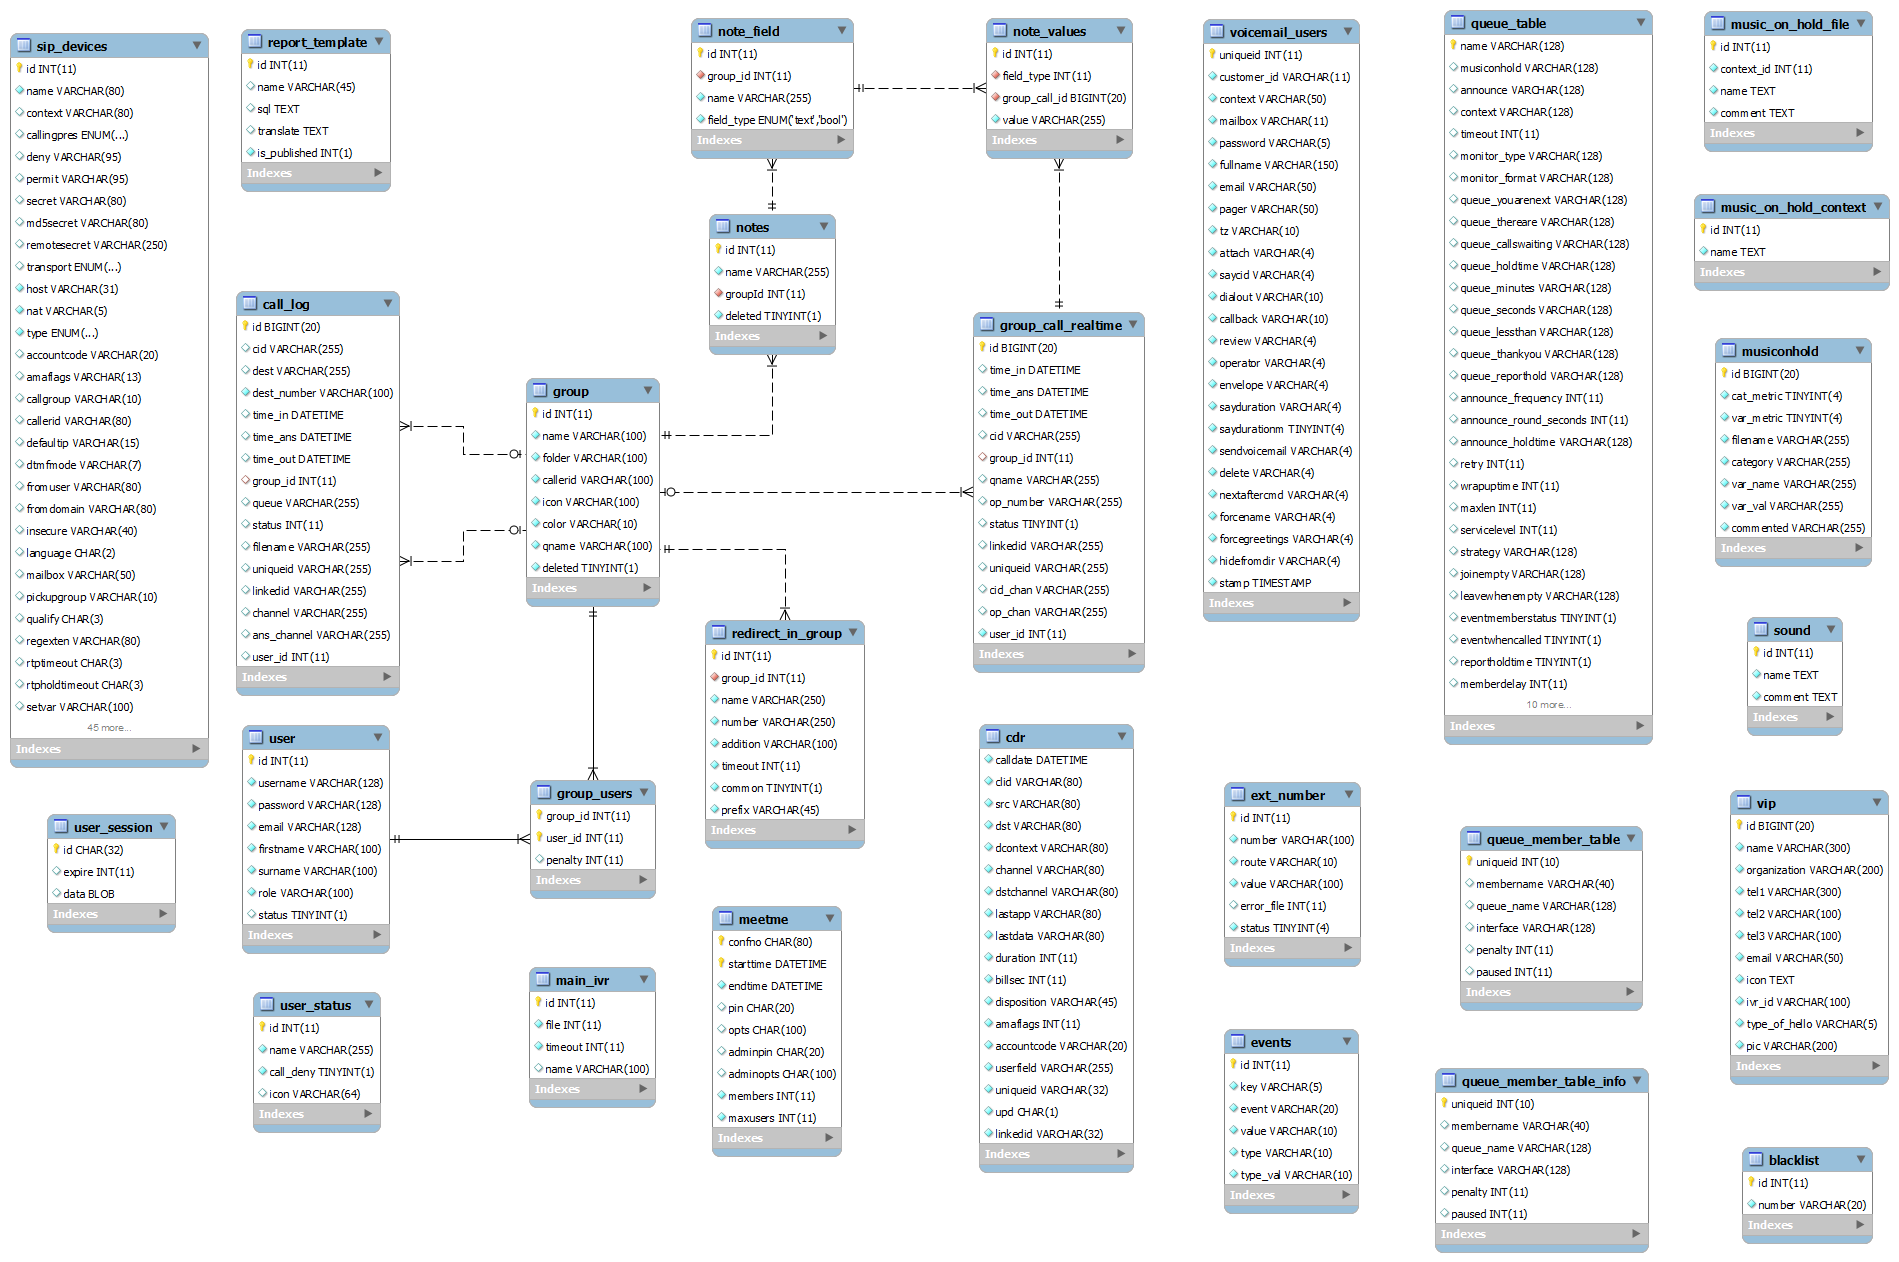 sip_devices
id INT(11)
name VARCHAR(80)
context VARCHAR(80)
callingpres ENUM(...)
deny VARCHAR(95)
permit VARCHAR(95)
secret VARCHAR(80)
md5secret VARCHAR(80)
remotesecret VARCHAR(250)
transport ENUM(...)
host VARCHAR(31)
nat VARCHAR(5)
type ENUM(...)
accountcode VARCHAR(20)
amaflags VARCHAR(13)
callgroup VARCHAR(10)
callerid VARCHAR(80)
defaultip VARCHAR(15)
dtmfmode VARCHAR(7)
fromuser VARCHAR(80)
fromdomain VARCHAR(80)
insecure VARCHAR(40)
language CHAR(2)
mailbox VARCHAR(50)
pickupgroup VARCHAR(10)
qualify CHAR(3)
regexten VARCHAR(80)
rtptimeout CHAR(3)
rtpholdtimeout CHAR(3)
setvar VARCHAR(100)
45 more...
Indexes
report_template
id INT(11)
name VARCHAR(45)
sql TEXT
translate TEXT
is_published INT(1)
Indexes
call_log
id BIGINT(20)
cid VARCHAR(255)
dest VARCHAR(255)
dest_number VARCHAR(100)
time_in DATETIME
time_ans DATETIME
time_out DATETIME
group_id INT(11)
queue VARCHAR(255)
status INT(11)
filename VARCHAR(255)
uniqueid VARCHAR(255)
linkedid VARCHAR(255)
channel VARCHAR(255)
ans_channel VARCHAR(255)
user_id INT(11)
Indexes
user
id INT(11)
username VARCHAR(128)
password VARCHAR(128)
email VARCHAR(128)
firstname VARCHAR(100)
surname VARCHAR(100)
role VARCHAR(100)
status TINYINT(1)
Indexes
user_session
id CHAR(32)
expire INT(11)
data BLOB
Indexes
user_status
id INT(11)
name VARCHAR(255)
call_deny TINYINT(1)
icon VARCHAR(64)
Indexes
group
id INT(11)
name VARCHAR(100)
folder VARCHAR(100)
callerid VARCHAR(100)
icon VARCHAR(100)
color VARCHAR(10)
qname VARCHAR(100)
deleted TINYINT(1)
Indexes
group_users
group_id INT(11)
user_id INT(11)
penalty INT(11)
Indexes
main_ivr
id INT(11)
file INT(11)
timeout INT(11)
name VARCHAR(100)
Indexes
note_field
id INT(11)
group_id INT(11)
name VARCHAR(255)
field_type ENUM('text','bool')
Indexes
notes
id INT(11)
name VARCHAR(255)
groupId INT(11)
deleted TINYINT(1)
Indexes
redirect_in_group
id INT(11)
group_id INT(11)
name VARCHAR(250)
number VARCHAR(250)
addition VARCHAR(100)
timeout INT(11)
common TINYINT(1)
prefix VARCHAR(45)
Indexes
meetme
confno CHAR(80)
starttime DATETIME
endtime DATETIME
pin CHAR(20)
opts CHAR(100)
adminpin CHAR(20)
adminopts CHAR(100)
members INT(11)
maxusers INT(11)
Indexes
note_values
id INT(11)
field_type INT(11)
group_call_id BIGINT(20)
value VARCHAR(255)
Indexes
group_call_realtime
id BIGINT(20)
time_in DATETIME
time_ans DATETIME
time_out DATETIME
cid VARCHAR(255)
group_id INT(11)
qname VARCHAR(255)
op_number VARCHAR(255)
status TINYINT(1)
linkedid VARCHAR(255)
uniqueid VARCHAR(255)
cid_chan VARCHAR(255)
op_chan VARCHAR(255)
user_id INT(11)
Indexes
cdr
calldate DATETIME
clid VARCHAR(80)
src VARCHAR(80)
dst VARCHAR(80)
dcontext VARCHAR(80)
channel VARCHAR(80)
dstchannel VARCHAR(80)
lastapp VARCHAR(80)
lastdata VARCHAR(80)
duration INT(11)
billsec INT(11)
disposition VARCHAR(45)
amaflags INT(11)
accountcode VARCHAR(20)
userfield VARCHAR(255)
uniqueid VARCHAR(32)
upd CHAR(1)
linkedid VARCHAR(32)
Indexes
voicemail_users
uniqueid INT(11)
customer_id VARCHAR(11)
context VARCHAR(50)
mailbox VARCHAR(11)
password VARCHAR(5)
fullname VARCHAR(150)
email VARCHAR(50)
pager VARCHAR(50)
tz VARCHAR(10)
attach VARCHAR(4)
saycid VARCHAR(4)
dialout VARCHAR(10)
callback VARCHAR(10)
review VARCHAR(4)
operator VARCHAR(4)
envelope VARCHAR(4)
sayduration VARCHAR(4)
saydurationm TINYINT(4)
sendvoicemail VARCHAR(4)
delete VARCHAR(4)
nextaftercmd VARCHAR(4)
forcename VARCHAR(4)
forcegreetings VARCHAR(4)
hidefromdir VARCHAR(4)
stamp TIMESTAMP
Indexes
ext_number
id INT(11)
number VARCHAR(100)
route VARCHAR(10)
value VARCHAR(100)
error_file INT(11)
status TINYINT(4)
Indexes
events
id INT(11)
key VARCHAR(5)
event VARCHAR(20)
value VARCHAR(10)
type VARCHAR(10)
type_val VARCHAR(10)
Indexes
queue_table
name VARCHAR(128)
musiconhold VARCHAR(128)
announce VARCHAR(128)
context VARCHAR(128)
timeout INT(11)
monitor_type VARCHAR(128)
monitor_format VARCHAR(128)
queue_youarenext VARCHAR(128)
queue_thereare VARCHAR(128)
queue_callswaiting VARCHAR(128)
queue_holdtime VARCHAR(128)
queue_minutes VARCHAR(128)
queue_seconds VARCHAR(128)
queue_lessthan VARCHAR(128)
queue_thankyou VARCHAR(128)
queue_reporthold VARCHAR(128)
announce_frequency INT(11)
announce_round_seconds INT(11)
announce_holdtime VARCHAR(128)
retry INT(11)
wrapuptime INT(11)
maxlen INT(11)
servicelevel INT(11)
strategy VARCHAR(128)
joinempty VARCHAR(128)
leavewhenempty VARCHAR(128)
eventmemberstatus TINYINT(1)
eventwhencalled TINYINT(1)
reportholdtime TINYINT(1)
memberdelay INT(11)
10 more...
Indexes
queue_member_table
uniqueid INT(10)
membername VARCHAR(40)
queue_name VARCHAR(128)
interface VARCHAR(128)
penalty INT(11)
paused INT(11)
Indexes
queue_member_table_info
uniqueid INT(10)
membername VARCHAR(40)
queue_name VARCHAR(128)
interface VARCHAR(128)
penalty INT(11)
paused INT(11)
Indexes
music_on_hold_file
id INT(11)
context_id INT(11)
name TEXT
comment TEXT
Indexes
music_on_hold_context
id INT(11)
name TEXT
Indexes
musiconhold
id BIGINT(20)
cat_metric TINYINT(4)
var_metric TINYINT(4)
filename VARCHAR(255)
category VARCHAR(255)
var_name VARCHAR(255)
var_val VARCHAR(255)
commented VARCHAR(255)
Indexes
sound
id INT(11)
name TEXT
comment TEXT
Indexes
vip
id BIGINT(20)
name VARCHAR(300)
organization VARCHAR(200)
tel1 VARCHAR(300)
tel2 VARCHAR(100)
tel3 VARCHAR(100)
email VARCHAR(50)
icon TEXT
ivr_id VARCHAR(100)
type_of_hello VARCHAR(5)
pic VARCHAR(200)
Indexes
blacklist
id INT(11)
number VARCHAR(20)
Indexes